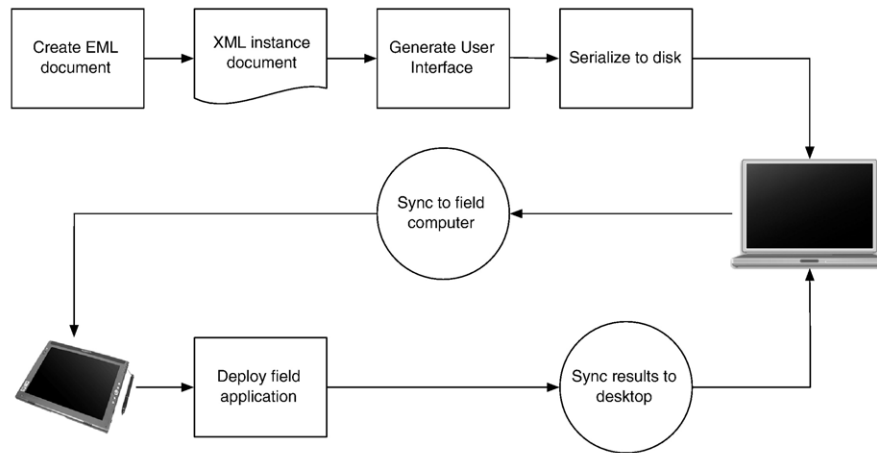 Create EML
document
XML instance
document
Generate User
Interface
Serialize to disk
Sync to field
computer
Deploy field
application
Sync results to
desktop